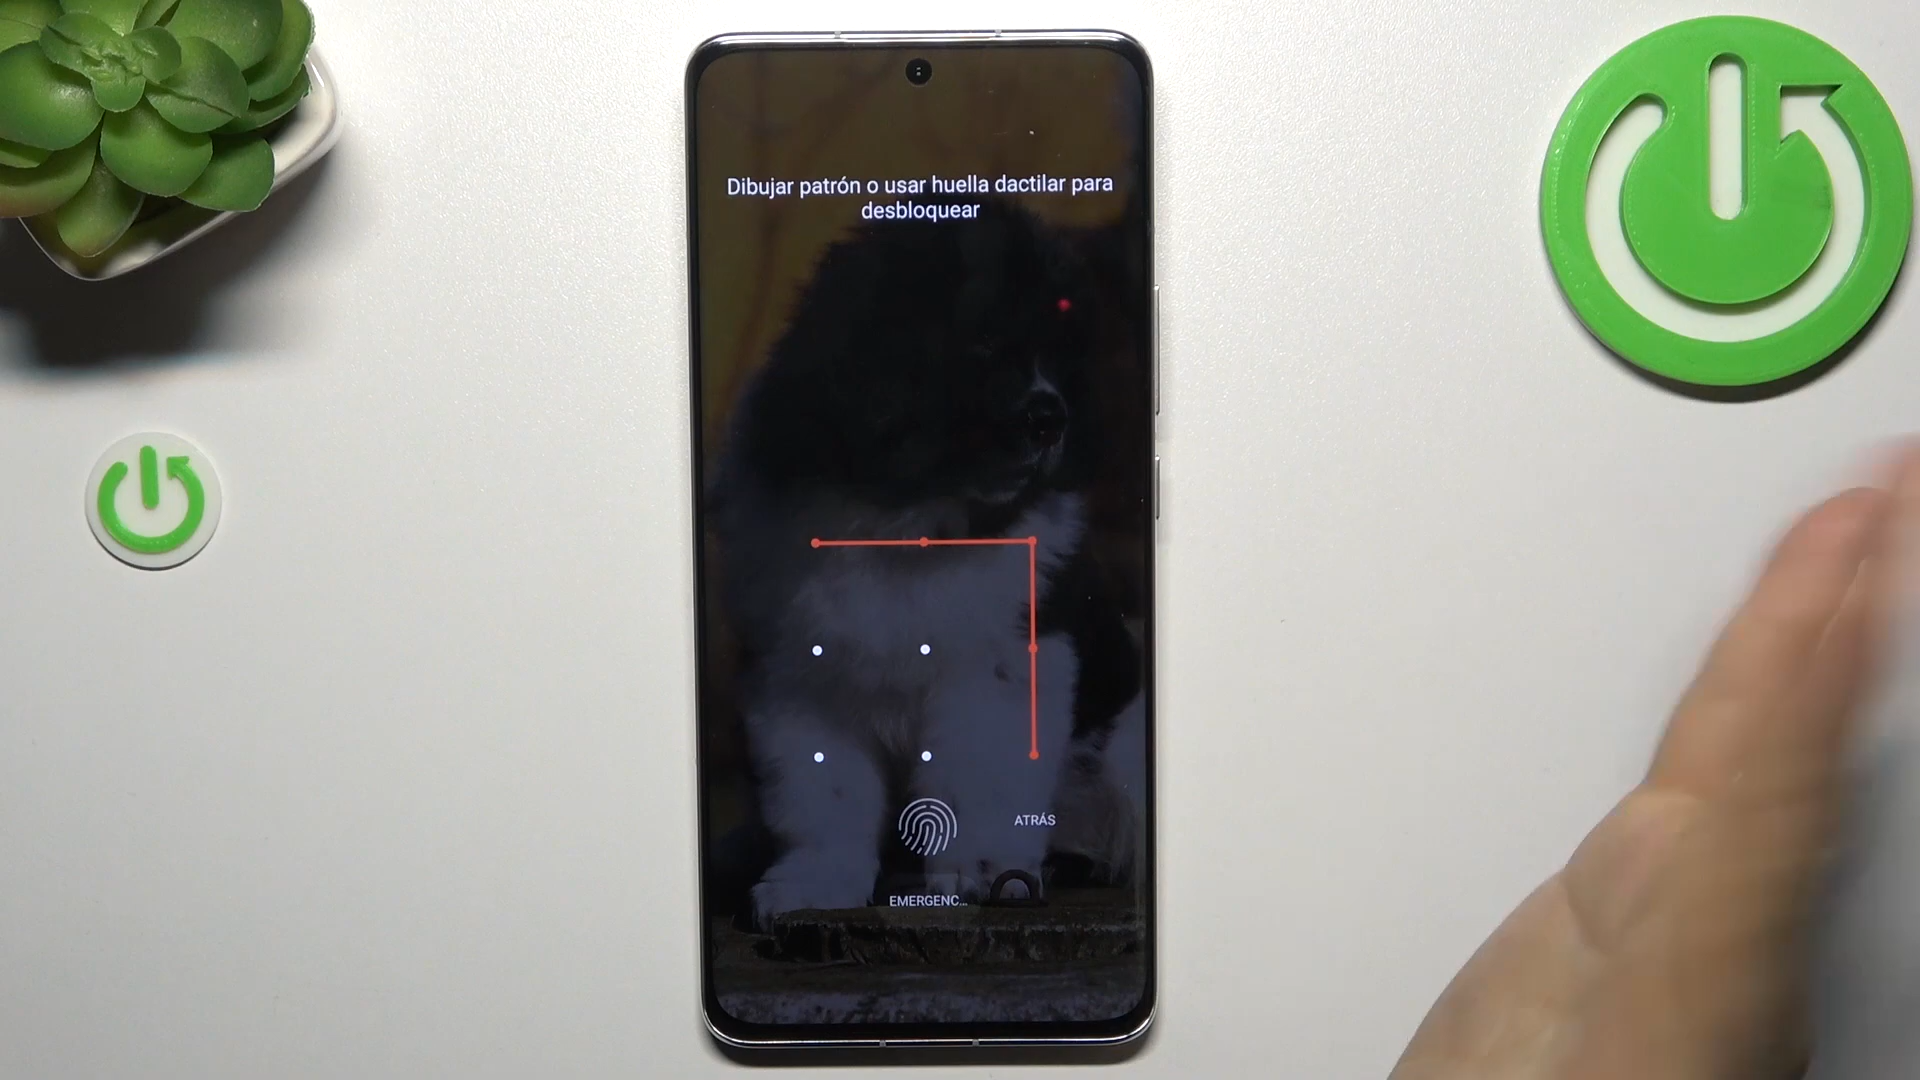 Dibujar patrón o usar huella dactilar para
desbloquear
ATRÁS
EMERGENC...